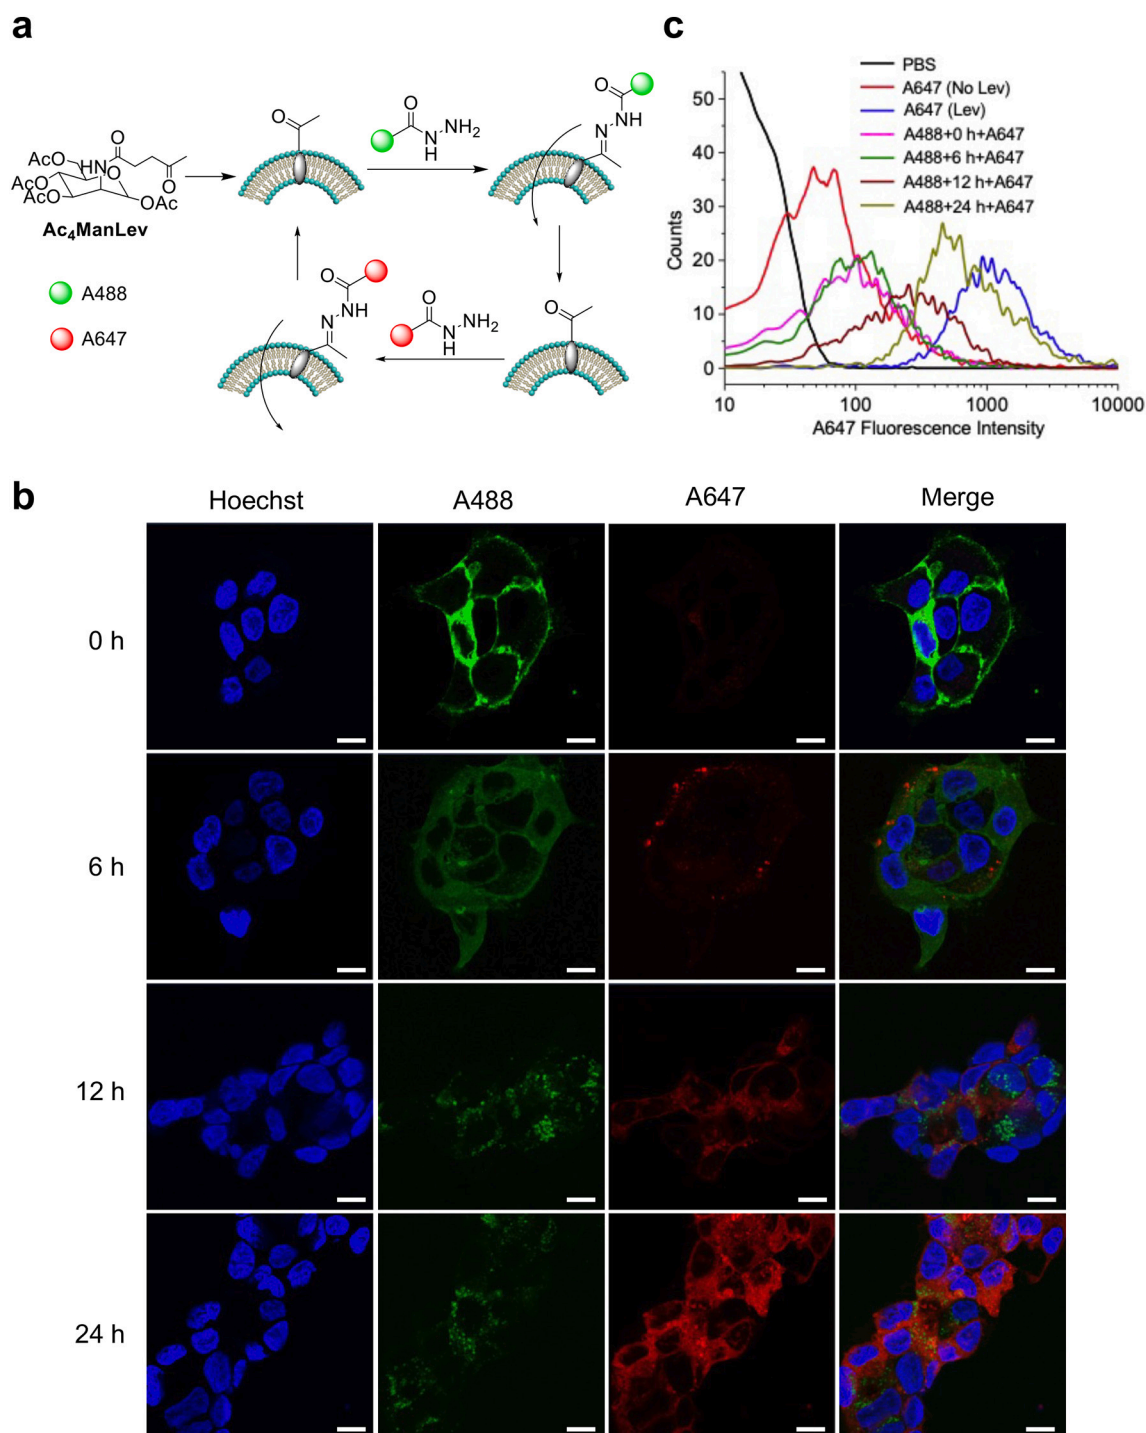 a
AcO
HN
O
O
O
AcO
AcO
OAc
Ac₄ManLev
A488
A647
O
O
N
H
NH₂
O
N
NH
O
N
NH
O
N
H
NH₂
O
c
PBS
A647 (No Lev)
A647 (Lev)
A488+0 h+A647
A488+6 h+A647
A488+12 h+A647
A488+24 h+A647
50
40
30
20
10
0
Counts
10 100 1000 10000
A647 Fluorescence Intensity
b
Hoechst A488 A647 Merge
0 h
6 h
12 h
24 h